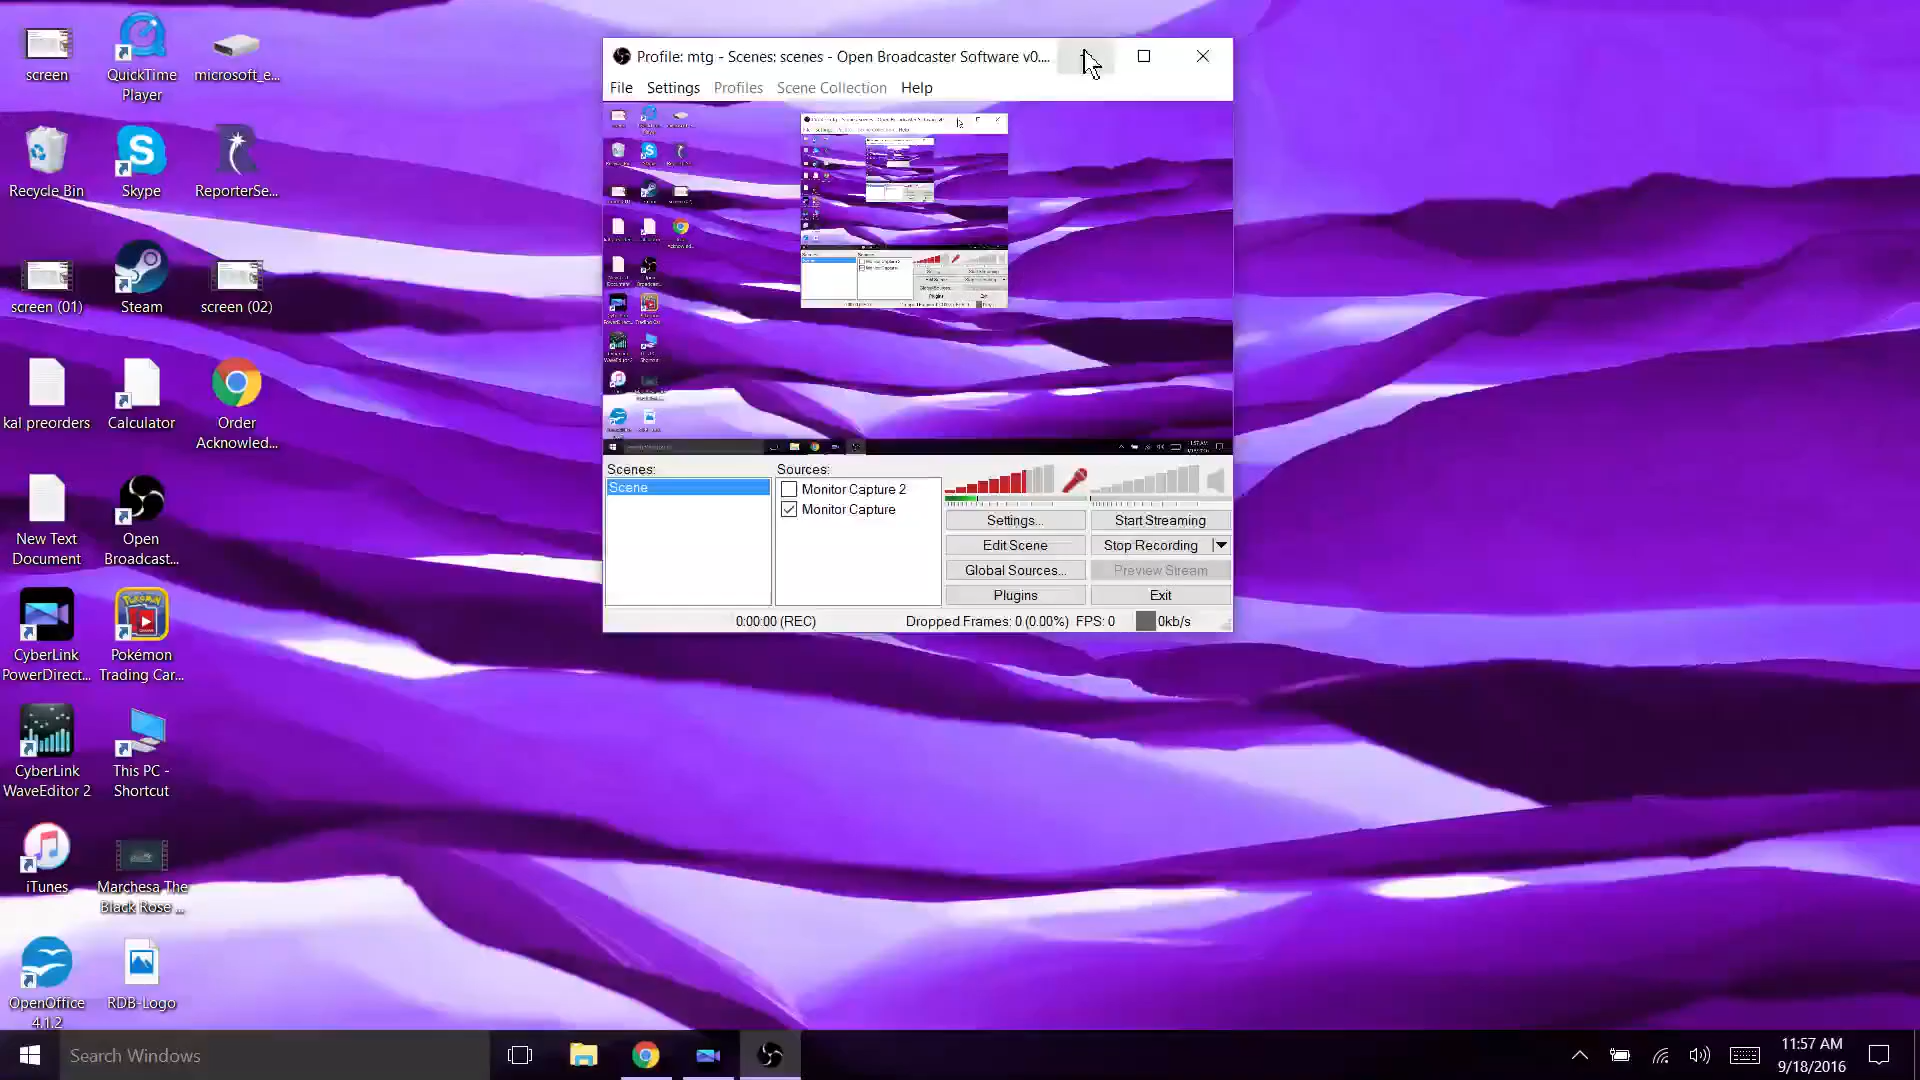 screen
QuickTime
Player
microsoft_e...
Recycle Bin
Skype
ReporterSe...
screen (01)
Steam
screen (02)
kal preorders
Calculator
Order
Acknowled...
New Text
Document
Open
Broadcast...
CyberLink
PowerDirect...
Pokémon
Trading Car...
CyberLink
WaveEditor 2
This PC -
Shortcut
iTunes
Marchesa The
Black Rose ...
OpenOffice
4.1.2
RDB-Logo
Profile: mtg - Scenes: scenes - Open Broadcaster Software v0....
File Settings Profiles Scene Collection Help
Scenes:
Scene
Sources:
Monitor Capture 2
Monitor Capture
Settings...
Start Streaming
Edit Scene
Stop Recording
Global Sources...
Preview Stream
Plugins
Exit
0:00:00 (REC)
Dropped Frames: 0 (0.00%) FPS: 0
0kb/s
Search Windows
11:57 AM
9/18/2016